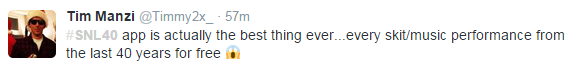 Tim Manzi @Timmy2x_ · 57m
#SNL40 app is actually the best thing ever...every skit/music performance from
the last 40 years for free 😱